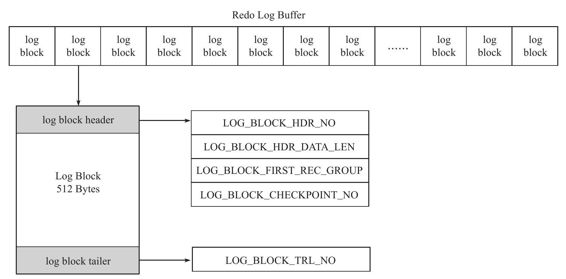 Redo Log Buffer
log log log log log log log log log log log
block block block block block block block block ...... block block block
log block header
LOG_BLOCK_HDR_NO
LOG_BLOCK_HDR_DATA_LEN
Log Block
LOG_BLOCK_FIRST_REC_GROUP
512 Bytes
LOG_BLOCK_CHECKPOINT_NO
log block tailer
LOG_BLOCK_TRL_NO